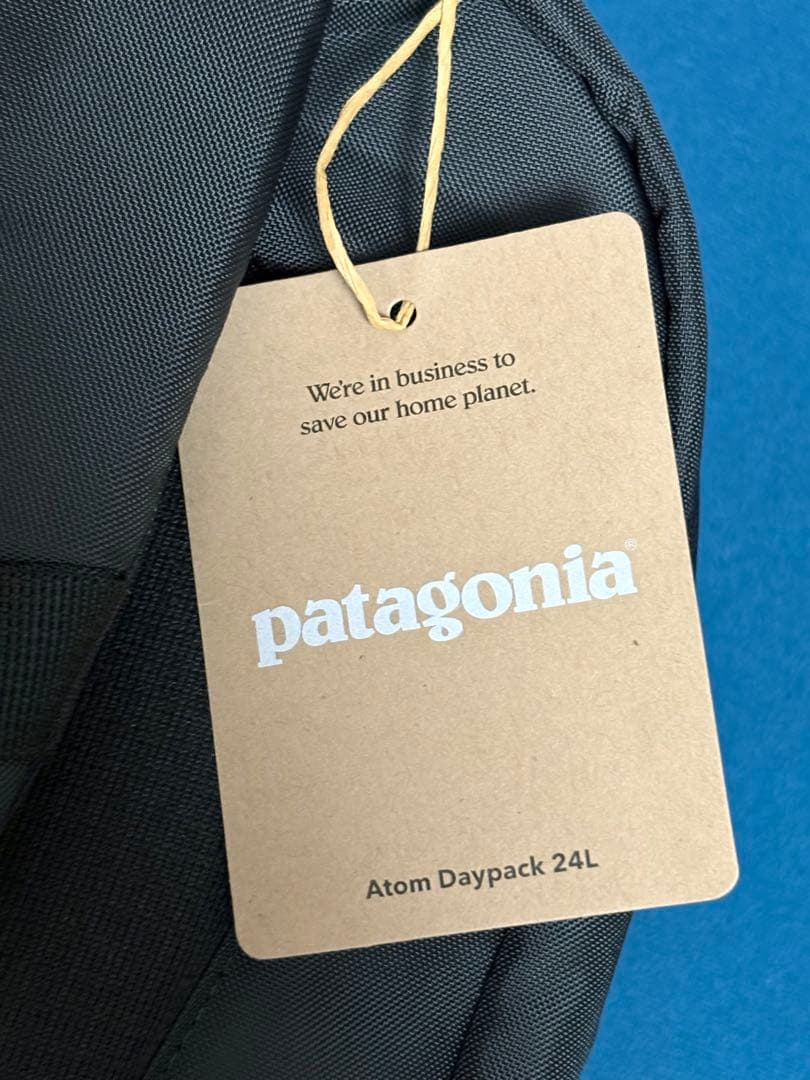 We're in business to
save our home planet.
patagonia®
Atom Daypack 24L